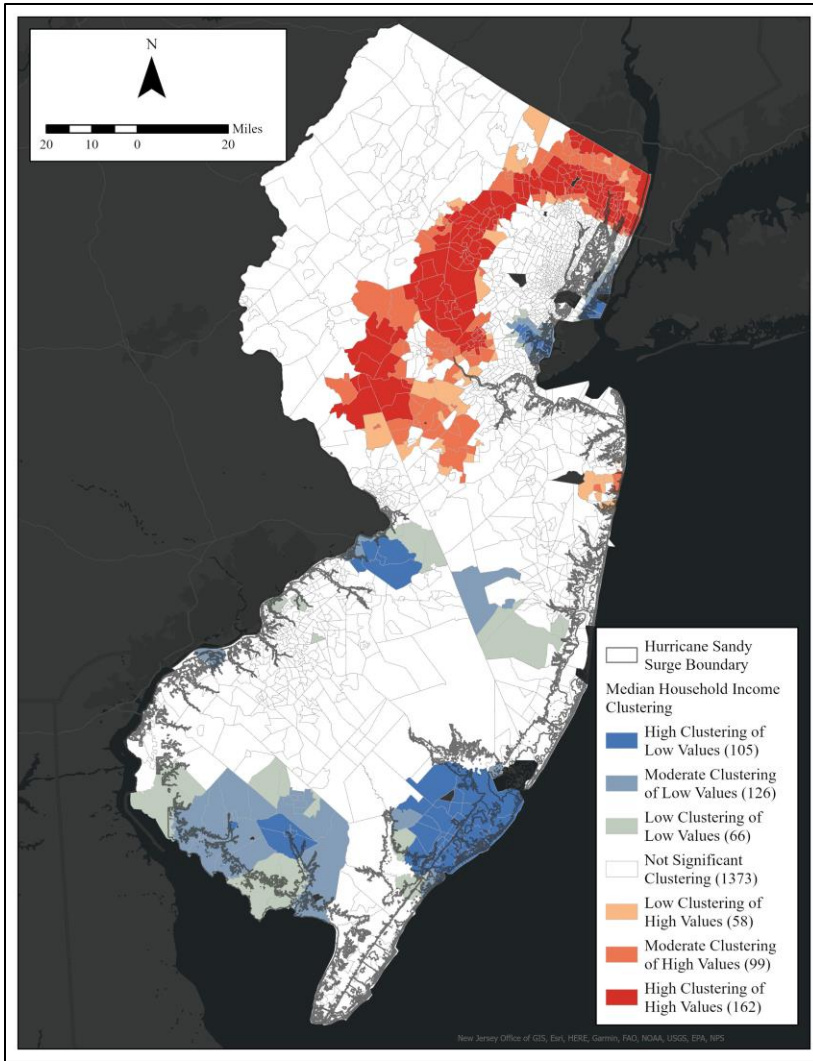 N
Miles
20 10 0 20
Hurricane Sandy
Surge Boundary
Median Household Income
Clustering
High Clustering of
Low Values (105)
Moderate Clustering
of Low Values (126)
Low Clustering of
Low Values (66)
Not Significant
Clustering (1373)
Low Clustering of
High Values (58)
Moderate Clustering
of High Values (99)
High Clustering of
High Values (162)
New Jersey Office of GIS, Esri, HERE, Garmin, FAO, NOAA, USGS, EPA, NPS